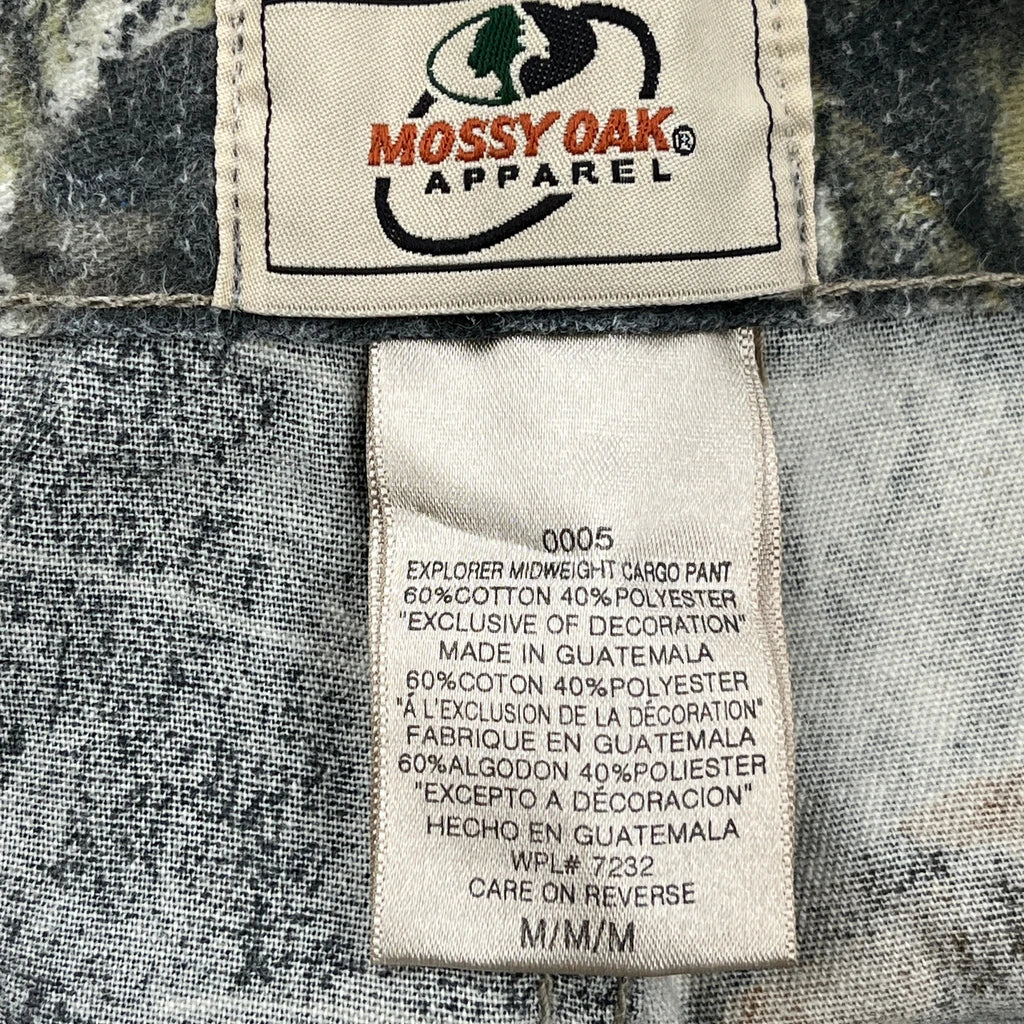 MOSSY OAK®
APPAREL
0005
EXPLORER MIDWEIGHT CARGO PANT
60%COTTON 40%POLYESTER
"EXCLUSIVE OF DECORATION"
MADE IN GUATEMALA
60%COTON 40%POLYESTER
"Á L'EXCLUSION DE LA DÉCORATION"
FABRIQUE EN GUATEMALA
60%ALGODON 40%POLIESTER
"EXCEPTO A DÉCORACION"
HECHO EN GUATEMALA
WPL# 7232
CARE ON REVERSE
M/M/M